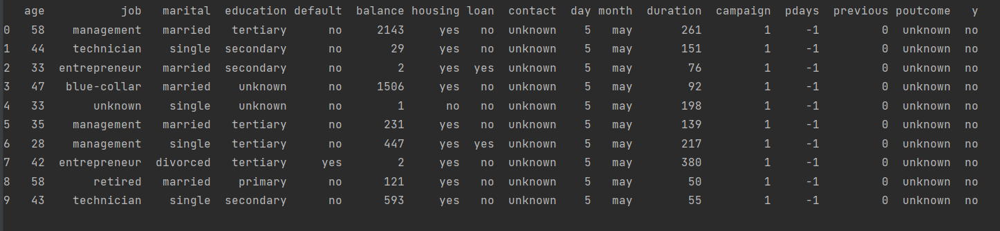 age job marital education default balance housing loan contact day month duration campaign pdays previous poutcome y
0 58 management married tertiary no 2143 yes no unknown 5 may 261 1 -1 0 unknown no
1 44 technician single secondary no 29 yes no unknown 5 may 151 1 -1 0 unknown no
2 33 entrepreneur married secondary no 2 yes yes unknown 5 may 76 1 -1 0 unknown no
3 47 blue-collar married unknown no 1506 yes no unknown 5 may 92 1 -1 0 unknown no
4 33 unknown single unknown no 1 no no unknown 5 may 198 1 -1 0 unknown no
5 35 management married tertiary no 231 yes no unknown 5 may 139 1 -1 0 unknown no
6 28 management single tertiary no 447 yes yes unknown 5 may 217 1 -1 0 unknown no
7 42 entrepreneur divorced tertiary yes 2 yes no unknown 5 may 380 1 -1 0 unknown no
8 58 retired married primary no 121 yes no unknown 5 may 50 1 -1 0 unknown no
9 43 technician single secondary no 593 yes no unknown 5 may 55 1 -1 0 unknown no